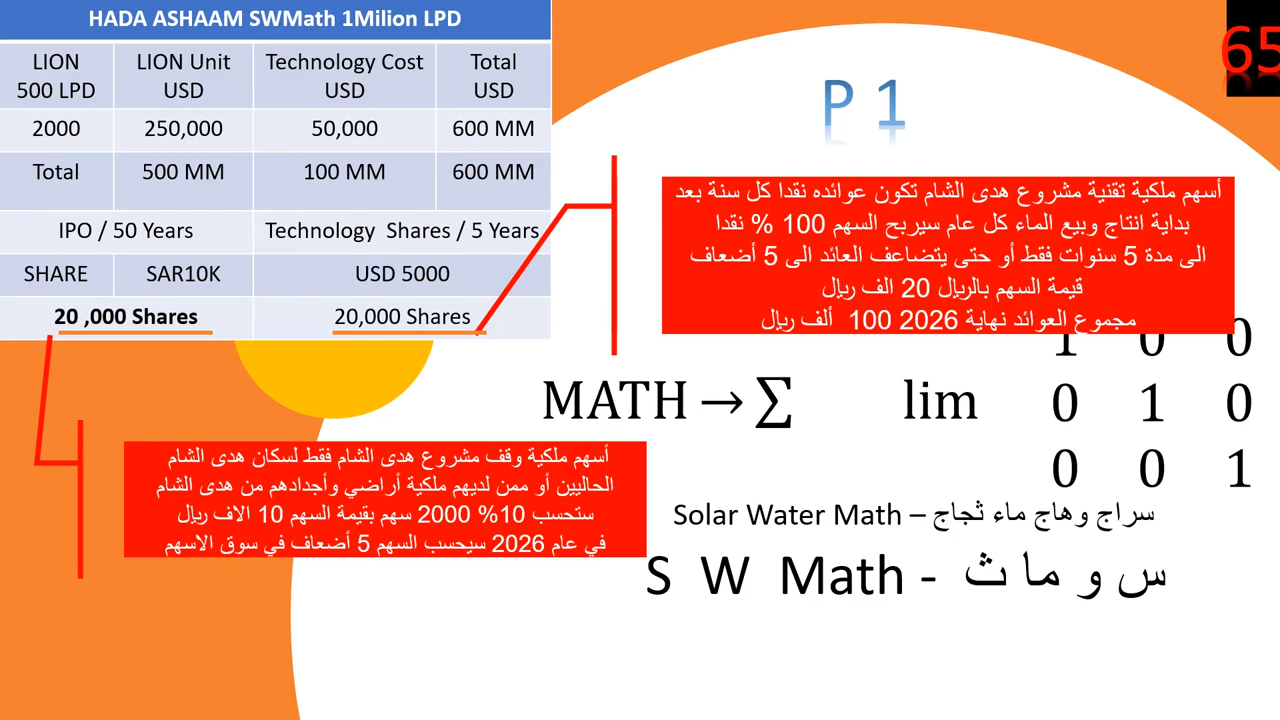 HADA ASHAAM SWMath 1Milion LPD
LION 500 LPD | LION Unit USD | Technology Cost USD | Total USD
2000 | 250,000 | 50,000 | 600 MM
Total | 500 MM | 100 MM | 600 MM
IPO / 50 Years | Technology Shares / 5 Years
SHARE | SAR10K | USD 5000
20 ,000 Shares | 20,000 Shares
65
P 1
أسهم ملكية تقنية مشروع هدى الشام تكون عوائده نقدا كل سنة بعد
بداية انتاج وبيع الماء كل عام سيربح السهم 100 % نقدا
الى مدة 5 سنوات فقط أو حتى يتضاعف العائد الى 5 أضعاف
قيمة السهم بالريال 20 الف ريال
مجموع العوائد نهاية 2026 100 ألف ريال
MATH → ∑ lim
1 0 0
0 1 0
0 0 1
أسهم ملكية وقف مشروع هدى الشام فقط لسكان هدى الشام
الحاليين أو ممن لديهم ملكية أراضي وأجدادهم من هدى الشام
ستحسب 10% 2000 سهم بقيمة السهم 10 الاف ريال
في عام 2026 سيحسب السهم 5 أضعاف في سوق الاسهم
Solar Water Math – سراج وهاج ماء ثجاج
S W Math - س و ما ث